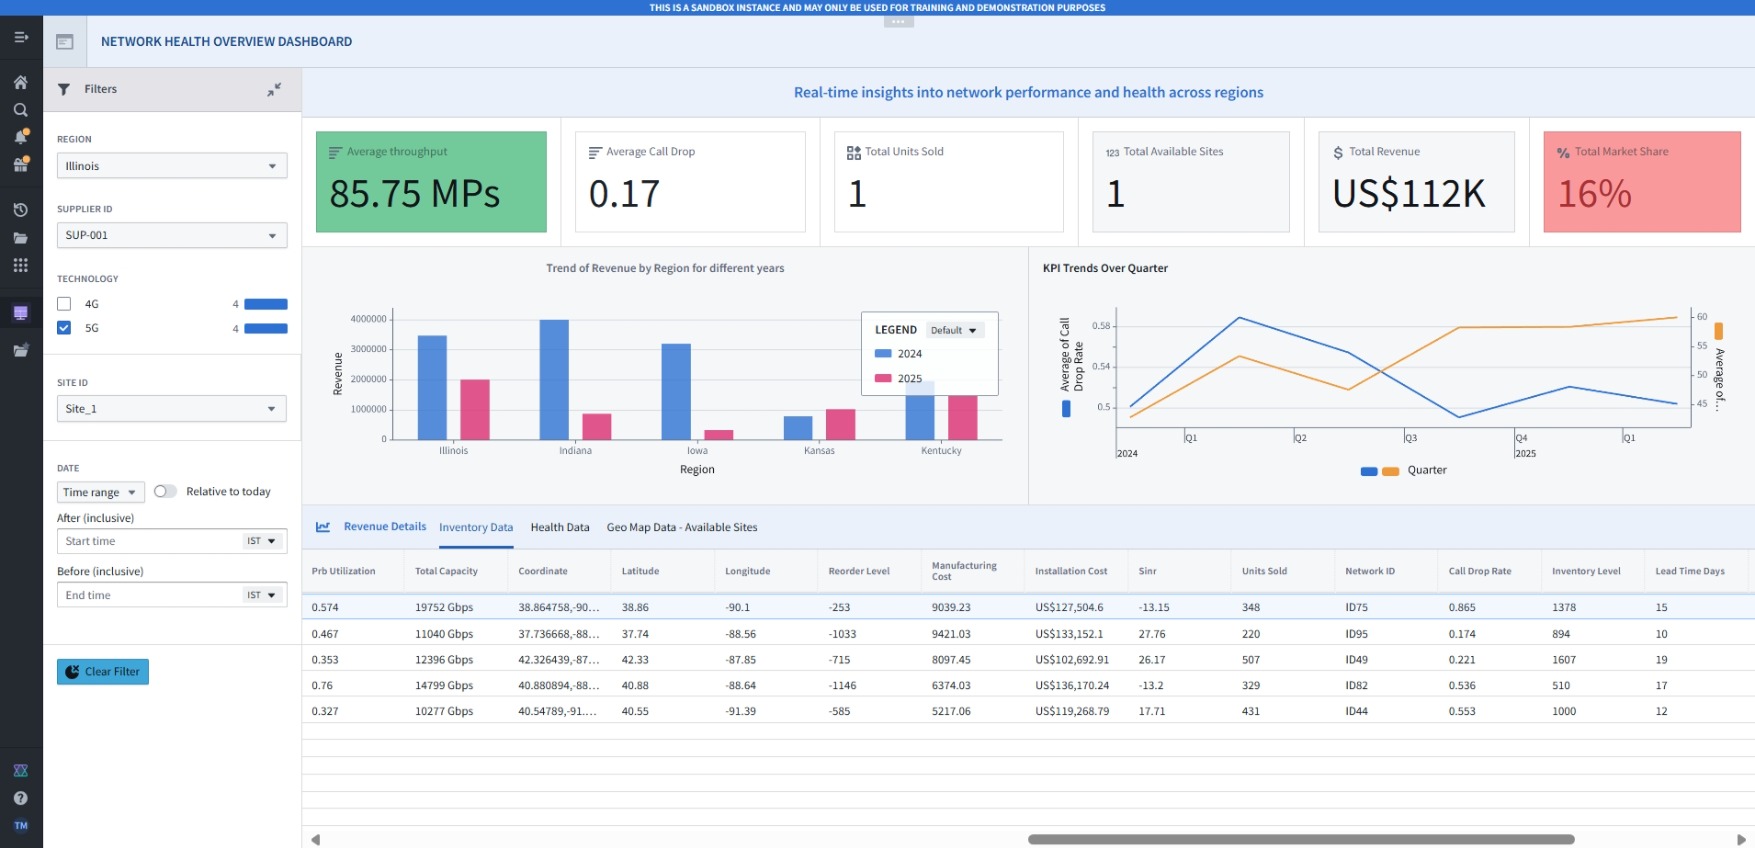 THIS IS A SANDBOX INSTANCE AND MAY ONLY BE USED FOR TRAINING AND DEMONSTRATION PURPOSES
NETWORK HEALTH OVERVIEW DASHBOARD
Filters
REGION
Illinois
SUPPLIER ID
SUP-001
TECHNOLOGY
4G 4
5G 4
SITE ID
Site_1
DATE
Time range Relative to today
After (inclusive)
Start time IST
Before (inclusive)
End time IST
Clear Filter
TM
Real-time insights into network performance and health across regions
Average throughput
85.75 MPs
Average Call Drop
0.17
Total Units Sold
1
123 Total Available Sites
1
$ Total Revenue
US$112K
% Total Market Share
16%
Trend of Revenue by Region for different years
Revenue
4000000
3000000
2000000
1000000
0
Illinois Indiana Iowa Kansas Kentucky
Region
LEGEND Default
2024
2025
KPI Trends Over Quarter
Average of Call
Drop Rate
0.58
0.54
0.5
60
55
50
45
Average of...
Q1 Q2 Q3 Q4 Q1
2024 2025
Quarter
Revenue Details Inventory Data Health Data Geo Map Data - Available Sites
Prb Utilization Total Capacity Coordinate Latitude Longitude Reorder Level Manufacturing Cost Installation Cost Sinr Units Sold Network ID Call Drop Rate Inventory Level Lead Time Days
0.574 19752 Gbps 38.864758,-90... 38.86 -90.1 -253 9039.23 US$127,504.6 -13.15 348 ID75 0.865 1378 15
0.467 11040 Gbps 37.736668,-88... 37.74 -88.56 -1033 9421.03 US$133,152.1 27.76 220 ID95 0.174 894 10
0.353 12396 Gbps 42.326439,-87... 42.33 -87.85 -715 8097.45 US$102,692.91 26.17 507 ID49 0.221 1607 19
0.76 14799 Gbps 40.880894,-88... 40.88 -88.64 -1146 6374.03 US$136,170.24 -13.2 329 ID82 0.536 510 17
0.327 10277 Gbps 40.54789,-91.... 40.55 -91.39 -585 5217.06 US$119,268.79 17.71 431 ID44 0.553 1000 12